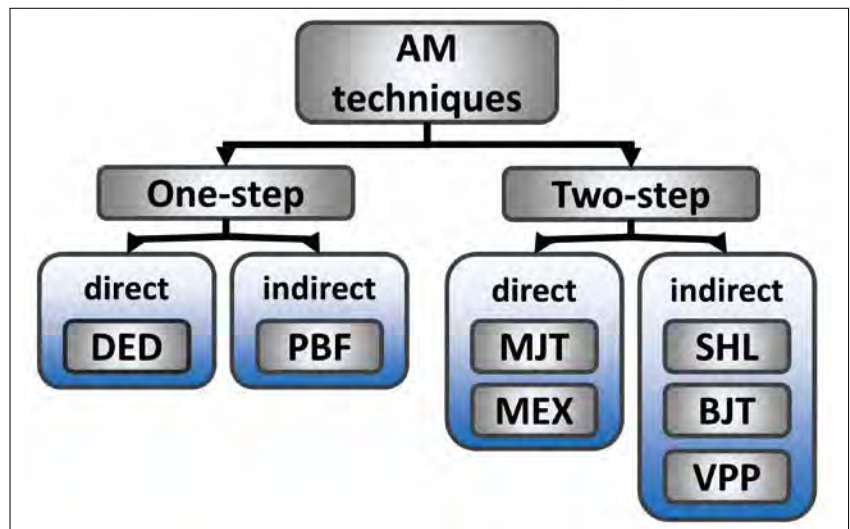 AM
techniques
One-step
Two-step
direct
DED
indirect
PBF
direct
MJT
MEX
indirect
SHL
BJT
VPP